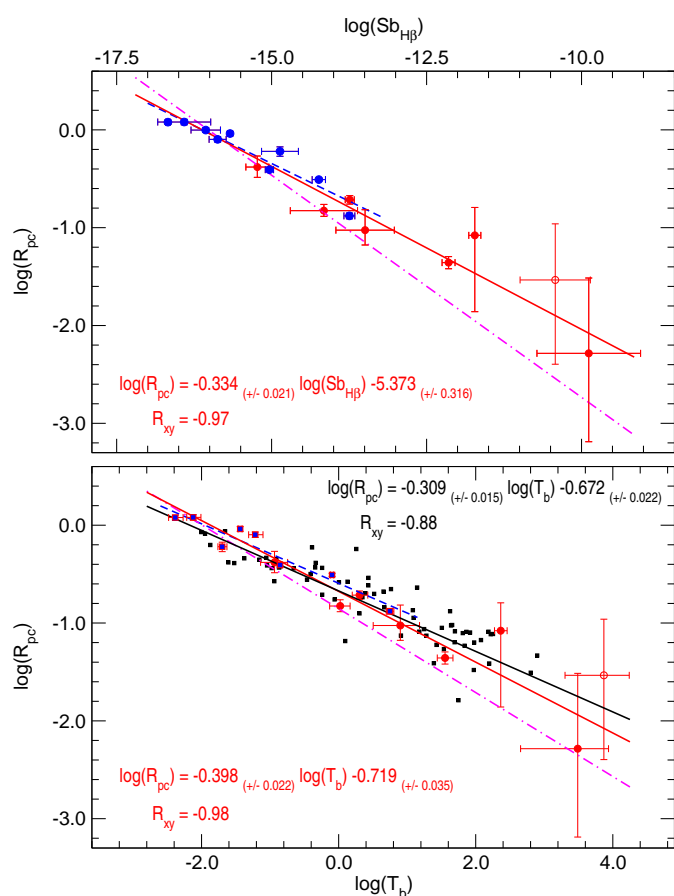 log(Sb_Hβ)
-17.5 -15.0 -12.5 -10.0
0.0
-1.0
-2.0
-3.0
log(R_pc)
log(R_pc) = -0.334 (+/- 0.021) log(Sb_Hβ) -5.373 (+/- 0.316)
R_xy = -0.97
log(R_pc) = -0.309 (+/- 0.015) log(T_b) -0.672 (+/- 0.022)
R_xy = -0.88
0.0
-1.0
-2.0
-3.0
log(R_pc)
log(R_pc) = -0.398 (+/- 0.022) log(T_b) -0.719 (+/- 0.035)
R_xy = -0.98
-2.0 0.0 2.0 4.0
log(T_b)